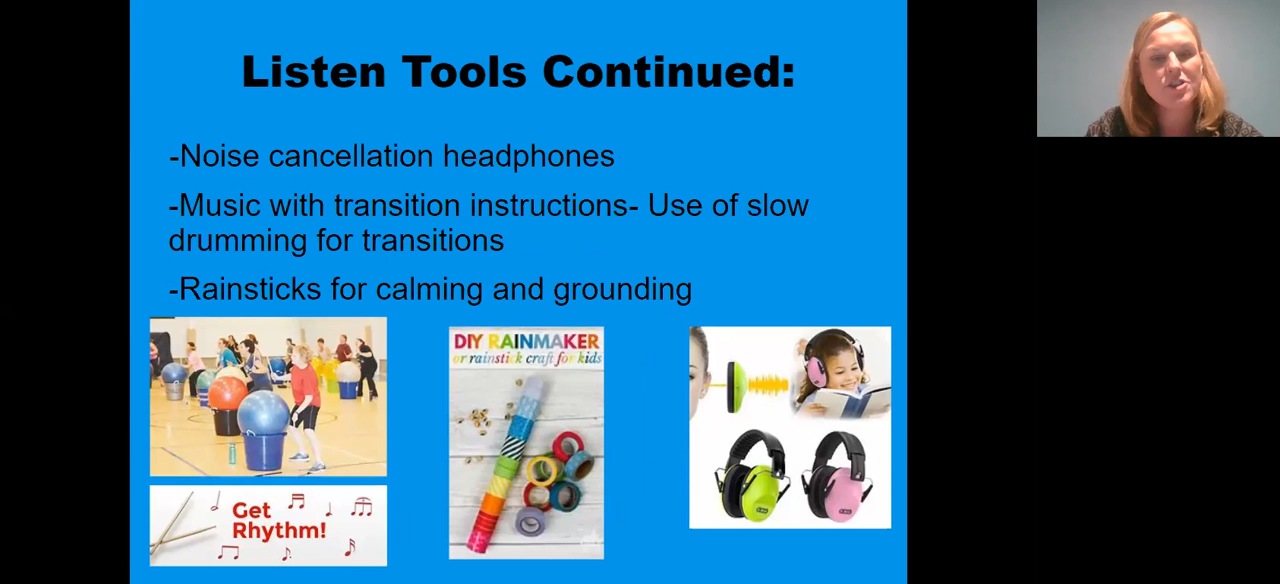 Listen Tools Continued:
-Noise cancellation headphones
-Music with transition instructions- Use of slow
drumming for transitions
-Rainsticks for calming and grounding
DIY RAINMAKER
or rainstick craft for kids
Get
Rhythm!